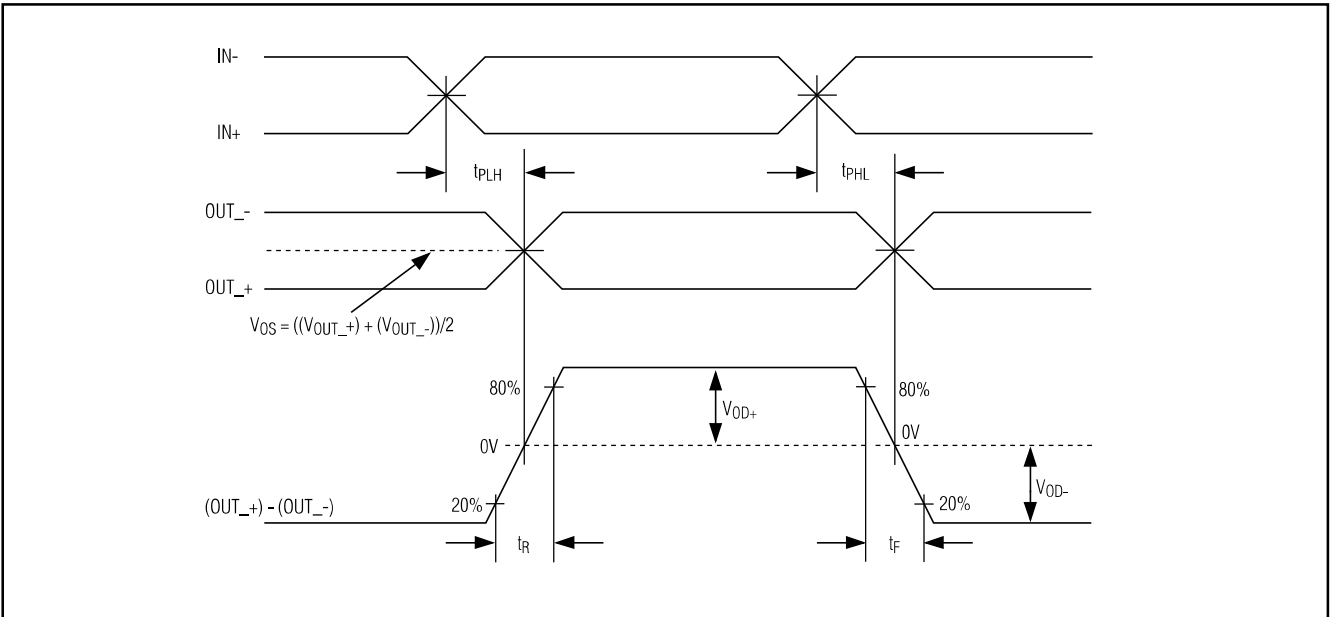 IN-
IN+
tPLH
tPHL
OUT_-
OUT_+
VOS = ((VOUT_+) + (VOUT_-))/2
80%
VOD+
80%
0V
0V
(OUT_+) - (OUT_-)
20%
20%
VOD-
tR
tF